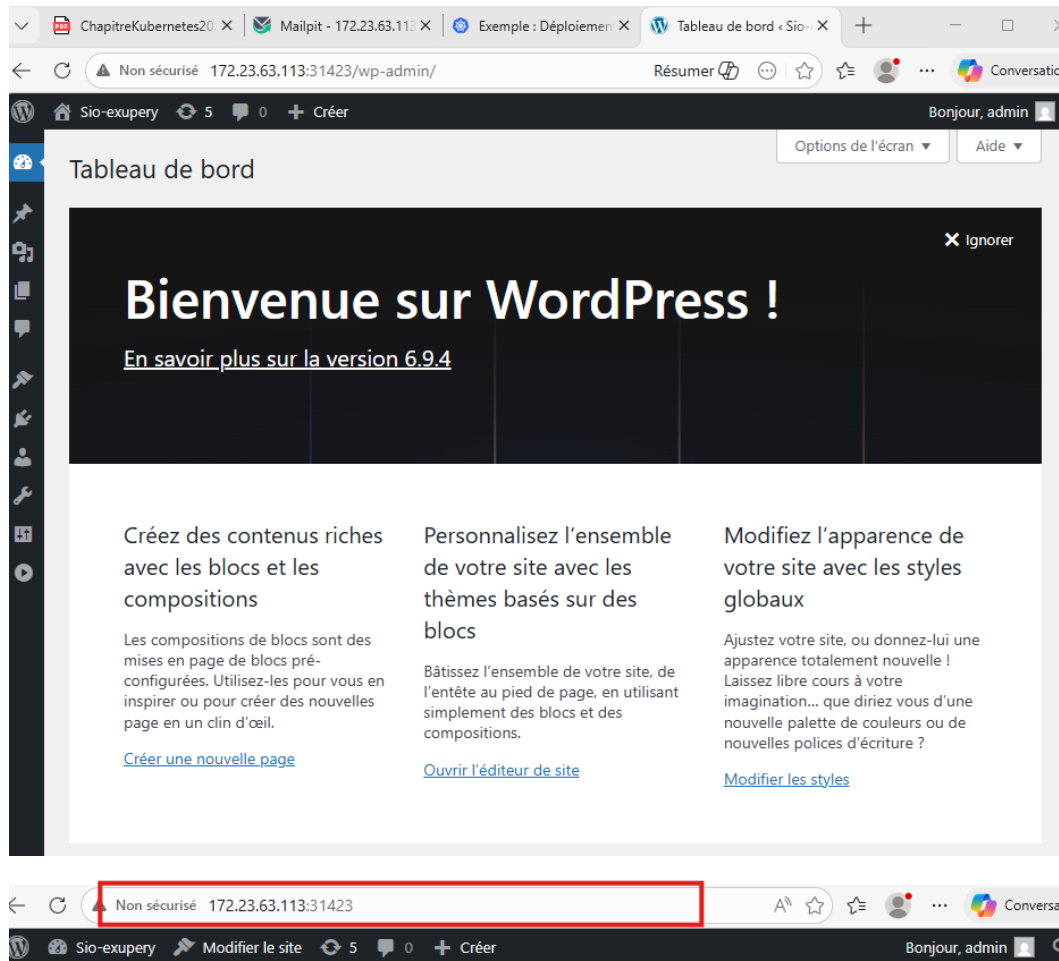 ChapitreKubernetes20
Mailpit - 172.23.63.113
Exemple : Déploiemen
Tableau de bord ‹ Sio-
Non sécurisé 172.23.63.113:31423/wp-admin/
Résumer
Conversatio
Sio-exupery 5 0 + Créer
Bonjour, admin
Options de l'écran ▼
Aide ▼
Tableau de bord
Ignorer
Bienvenue sur WordPress !
En savoir plus sur la version 6.9.4
Créez des contenus riches
avec les blocs et les
compositions
Les compositions de blocs sont des
mises en page de blocs pré-
configurées. Utilisez-les pour vous en
inspirer ou pour créer des nouvelles
page en un clin d'œil.
Créer une nouvelle page
Personnalisez l'ensemble
de votre site avec les
thèmes basés sur des
blocs
Bâtissez l'ensemble de votre site, de
l'entête au pied de page, en utilisant
simplement des blocs et des
compositions.
Ouvrir l'éditeur de site
Modifiez l'apparence de
votre site avec les styles
globaux
Ajustez votre site, ou donnez-lui une
apparence totalement nouvelle !
Laissez libre cours à votre
imagination... que diriez vous d'une
nouvelle palette de couleurs ou de
nouvelles polices d'écriture ?
Modifier les styles
Non sécurisé 172.23.63.113:31423
Conversa
Sio-exupery Modifier le site 5 0 + Créer
Bonjour, admin